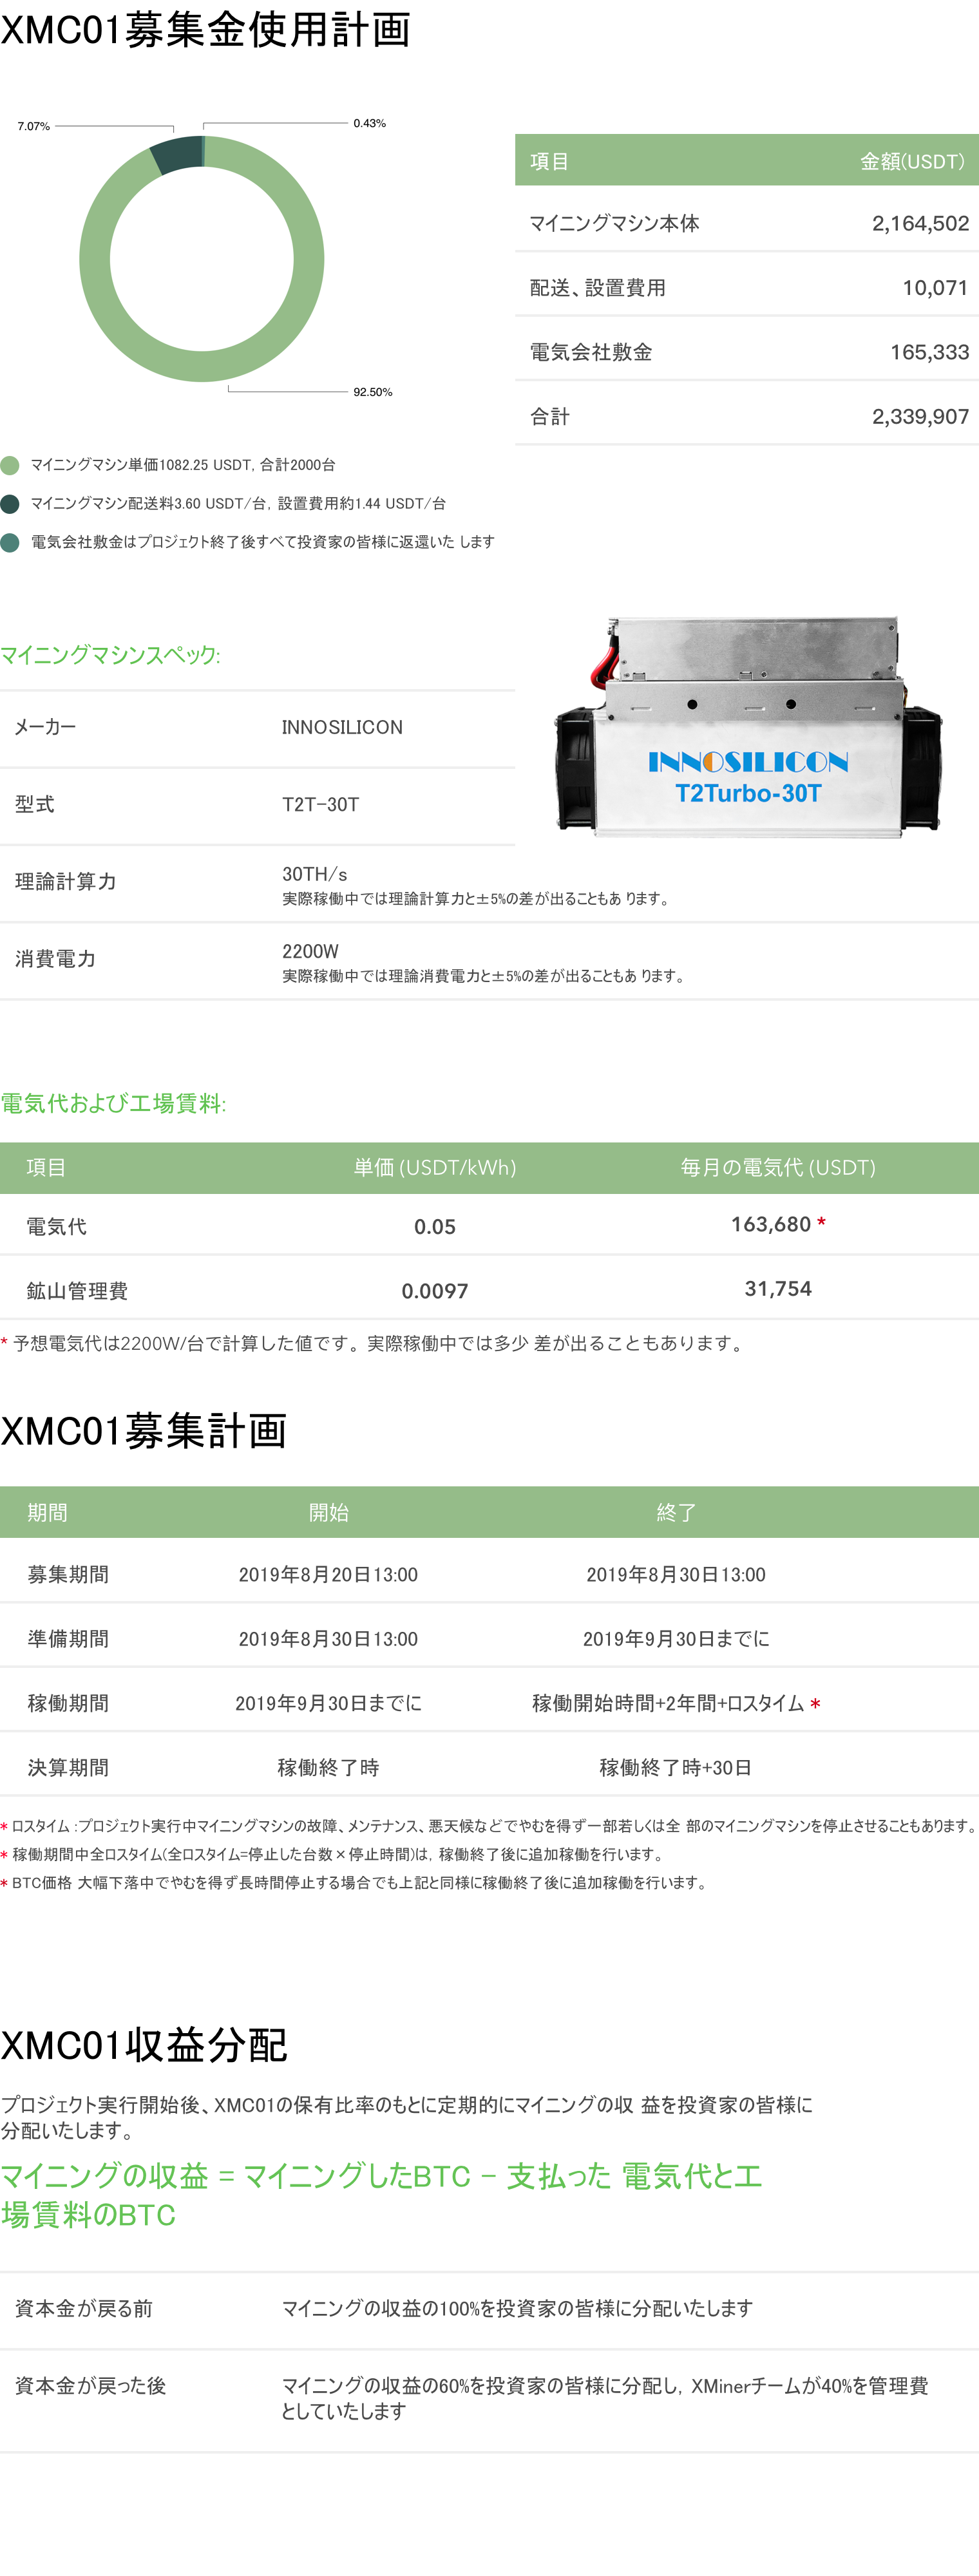 XMC01募集金使用計画
7.07%
0.43%
92.50%
項目 金額(USDT)
マイニングマシン本体 2,164,502
配送、設置費用 10,071
電気会社敷金 165,333
合計 2,339,907
マイニングマシン単価1082.25 USDT, 合計2000台
マイニングマシン配送料3.60 USDT/台, 設置費用約1.44 USDT/台
電気会社敷金はプロジェクト終了後すべて投資家の皆様に返還いた します
マイニングマシンスペック:
メーカー INNOSILICON
型式 T2T-30T
INNOSILICON
T2Turbo-30T
理論計算力 30TH/s
実際稼働中では理論計算力と±5%の差が出ることもあ ります。
消費電力 2200W
実際稼働中では理論消費電力と±5%の差が出ることもあ ります。
電気代および工場賃料:
項目 単価 (USDT/kWh) 毎月の電気代 (USDT)
電気代 0.05 163,680 *
鉱山管理費 0.0097 31,754
* 予想電気代は2200W/台で計算した値です。実際稼働中では多少 差が出ることもあります。
XMC01募集計画
期間 開始 終了
募集期間 2019年8月20日13:00 2019年8月30日13:00
準備期間 2019年8月30日13:00 2019年9月30日までに
稼働期間 2019年9月30日までに 稼働開始時間+2年間+ロスタイム *
決算期間 稼働終了時 稼働終了時+30日
* ロスタイム :プロジェクト実行中マイニングマシンの故障、メンテナンス、悪天候などでやむを得ず一部若しくは全 部のマイニングマシンを停止させることもあります。
* 稼働期間中全ロスタイム(全ロスタイム=停止した台数×停止時間)は, 稼働終了後に追加稼働を行います。
* BTC価格 大幅下落中でやむを得ず長時間停止する場合でも上記と同様に稼働終了後に追加稼働を行います。
XMC01収益分配
プロジェクト実行開始後、XMC01の保有比率のもとに定期的にマイニングの収 益を投資家の皆様に
分配いたします。
マイニングの収益 = マイニングしたBTC - 支払った 電気代と工
場賃料のBTC
資本金が戻る前 マイニングの収益の100%を投資家の皆様に分配いたします
資本金が戻った後 マイニングの収益の60%を投資家の皆様に分配し, XMinerチームが40%を管理費
としていたします